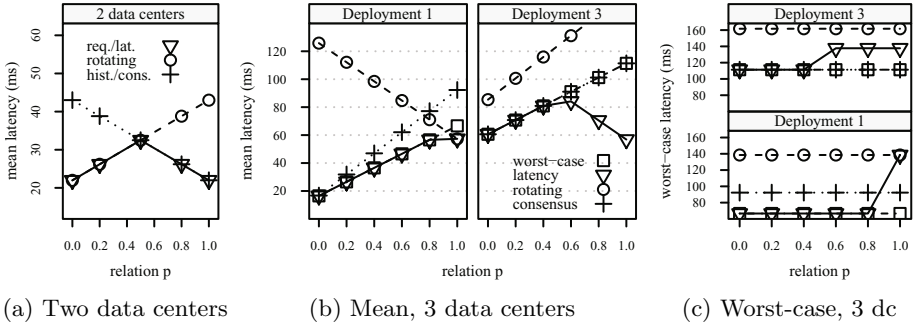 2 data centers
mean latency (ms)
60
50
40
30
20
req./lat.
rotating
hist./cons.
0.0 0.2 0.4 0.6 0.8 1.0
relation p
(a) Two data centers
Deployment 1 Deployment 3
mean latency (ms)
120
100
80
60
40
20
worst−case
latency
rotating
consensus
0.0 0.2 0.4 0.6 0.8 1.0 0.0 0.2 0.4 0.6 0.8 1.0
relation p relation p
(b) Mean, 3 data centers
Deployment 3
worst−case latency (ms)
160
140
120
100
80
Deployment 1
160
140
120
100
80
0.0 0.2 0.4 0.6 0.8 1.0
relation p
(c) Worst-case, 3 dc